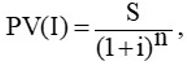 PV(I) = S / (1+i)^n ,